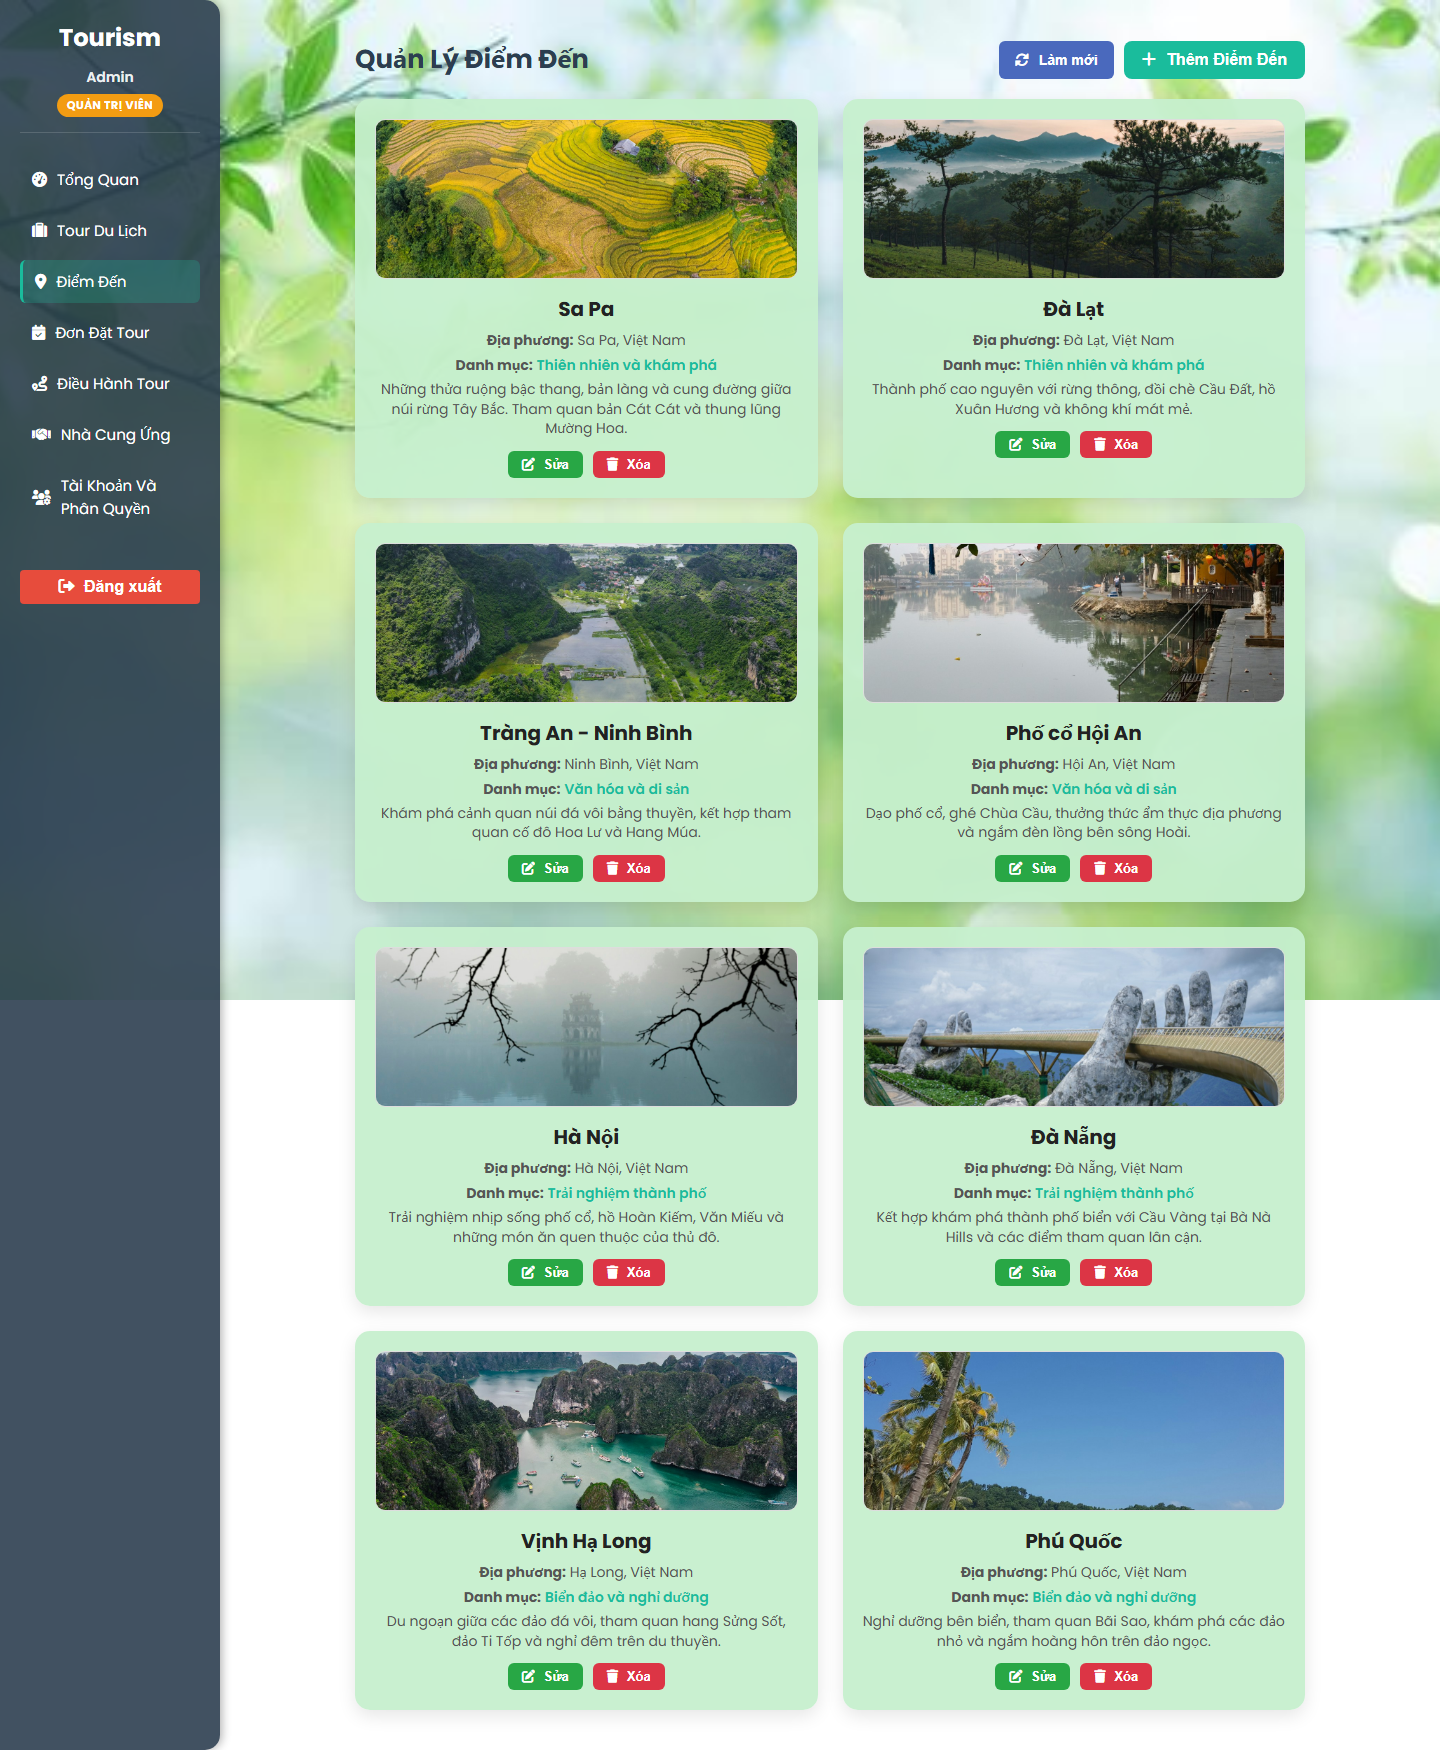 Tourism
Admin
QUẢN TRỊ VIÊN
Tổng Quan
Tour Du Lịch
Điểm Đến
Đơn Đặt Tour
Điều Hành Tour
Nhà Cung Ứng
Tài Khoản Và
Phân Quyền
Đăng xuất
Quản Lý Điểm Đến
Làm mới
Thêm Điểm Đến
Sa Pa
Địa phương: Sa Pa, Việt Nam
Danh mục: Thiên nhiên và khám phá
Những thửa ruộng bậc thang, bản làng và cung đường giữa
núi rừng Tây Bắc. Tham quan bản Cát Cát và thung lũng
Mường Hoa.
Sửa
Xóa
Đà Lạt
Địa phương: Đà Lạt, Việt Nam
Danh mục: Thiên nhiên và khám phá
Thành phố cao nguyên với rừng thông, đồi chè Cầu Đất, hồ
Xuân Hương và không khí mát mẻ.
Sửa
Xóa
Tràng An - Ninh Bình
Địa phương: Ninh Bình, Việt Nam
Danh mục: Văn hóa và di sản
Khám phá cảnh quan núi đá vôi bằng thuyền, kết hợp tham
quan cố đô Hoa Lư và Hang Múa.
Sửa
Xóa
Phố cổ Hội An
Địa phương: Hội An, Việt Nam
Danh mục: Văn hóa và di sản
Dạo phố cổ, ghé Chùa Cầu, thưởng thức ẩm thực địa phương
và ngắm đèn lồng bên sông Hoài.
Sửa
Xóa
Hà Nội
Địa phương: Hà Nội, Việt Nam
Danh mục: Trải nghiệm thành phố
Trải nghiệm nhịp sống phố cổ, hồ Hoàn Kiếm, Văn Miếu và
những món ăn quen thuộc của thủ đô.
Sửa
Xóa
Đà Nẵng
Địa phương: Đà Nẵng, Việt Nam
Danh mục: Trải nghiệm thành phố
Kết hợp khám phá thành phố biển với Cầu Vàng tại Bà Nà
Hills và các điểm tham quan lân cận.
Sửa
Xóa
Vịnh Hạ Long
Địa phương: Hạ Long, Việt Nam
Danh mục: Biển đảo và nghỉ dưỡng
Du ngoạn giữa các đảo đá vôi, tham quan hang Sửng Sốt,
đảo Ti Tốp và nghỉ đêm trên du thuyền.
Sửa
Xóa
Phú Quốc
Địa phương: Phú Quốc, Việt Nam
Danh mục: Biển đảo và nghỉ dưỡng
Nghỉ dưỡng bên biển, tham quan Bãi Sao, khám phá các đảo
nhỏ và ngắm hoàng hôn trên đảo ngọc.
Sửa
Xóa